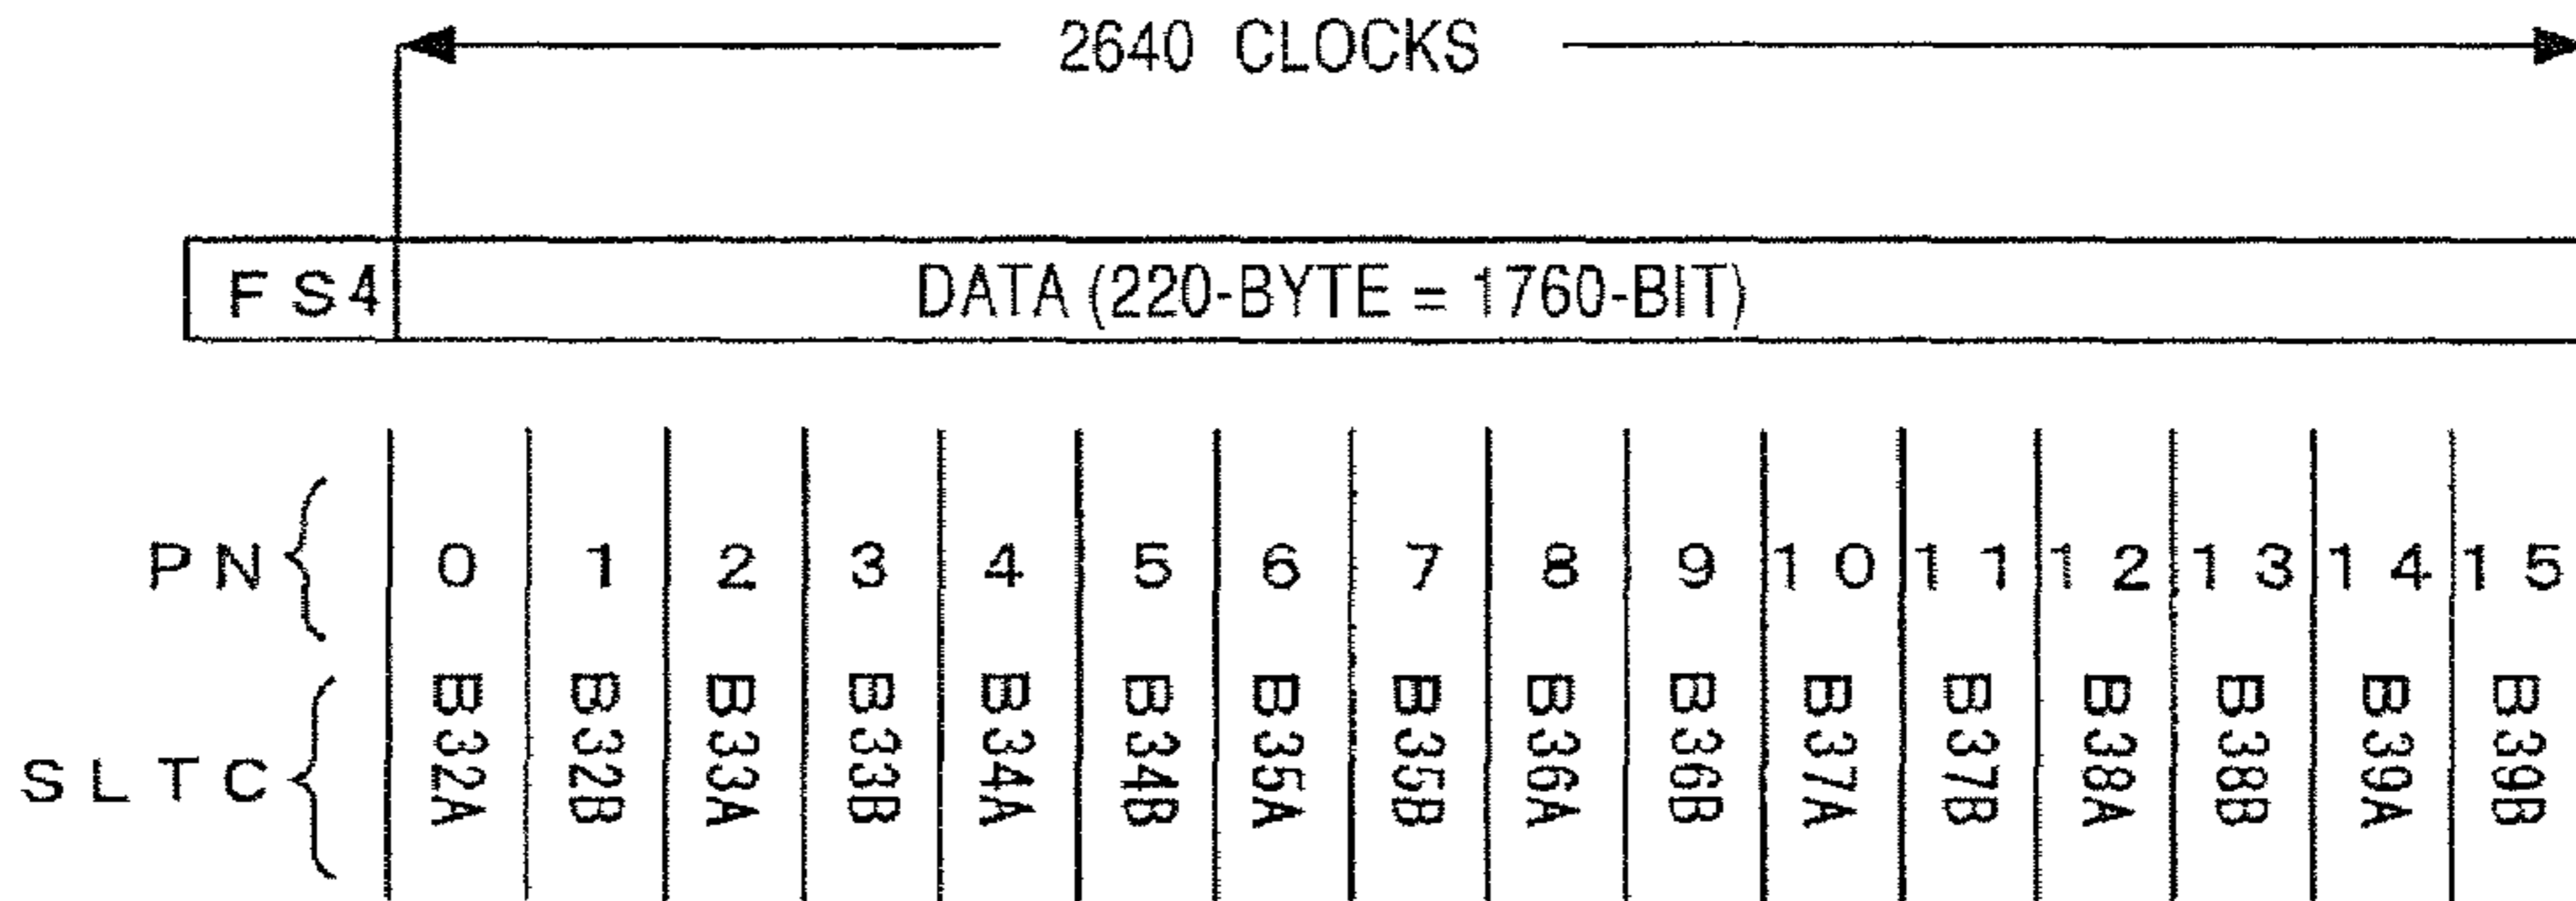 2640 CLOCKS
FS4 DATA (220-BYTE = 1760-BIT)
PN 0 1 2 3 4 5 6 7 8 9 10 11 12 13 14 15
SLTC B32A B32B B33A B33B B34A B34B B35A B35B B36A B36B B37A B37B B38A B38B B39A B39B